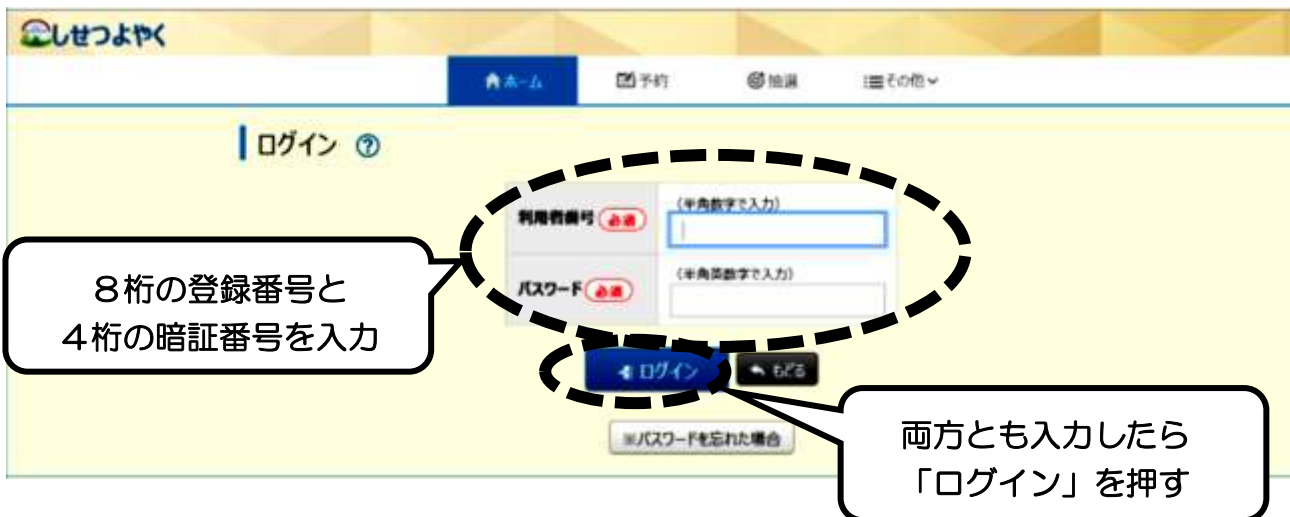 しせつよやく
ホーム
予約
抽選
その他
ログイン ?
利用者番号 必須
(半角数字で入力)
8桁の登録番号と
4桁の暗証番号を入力
パスワード 必須
(半角英数字で入力)
ログイン
もどる
※パスワードを忘れた場合
両方とも入力したら
「ログイン」を押す